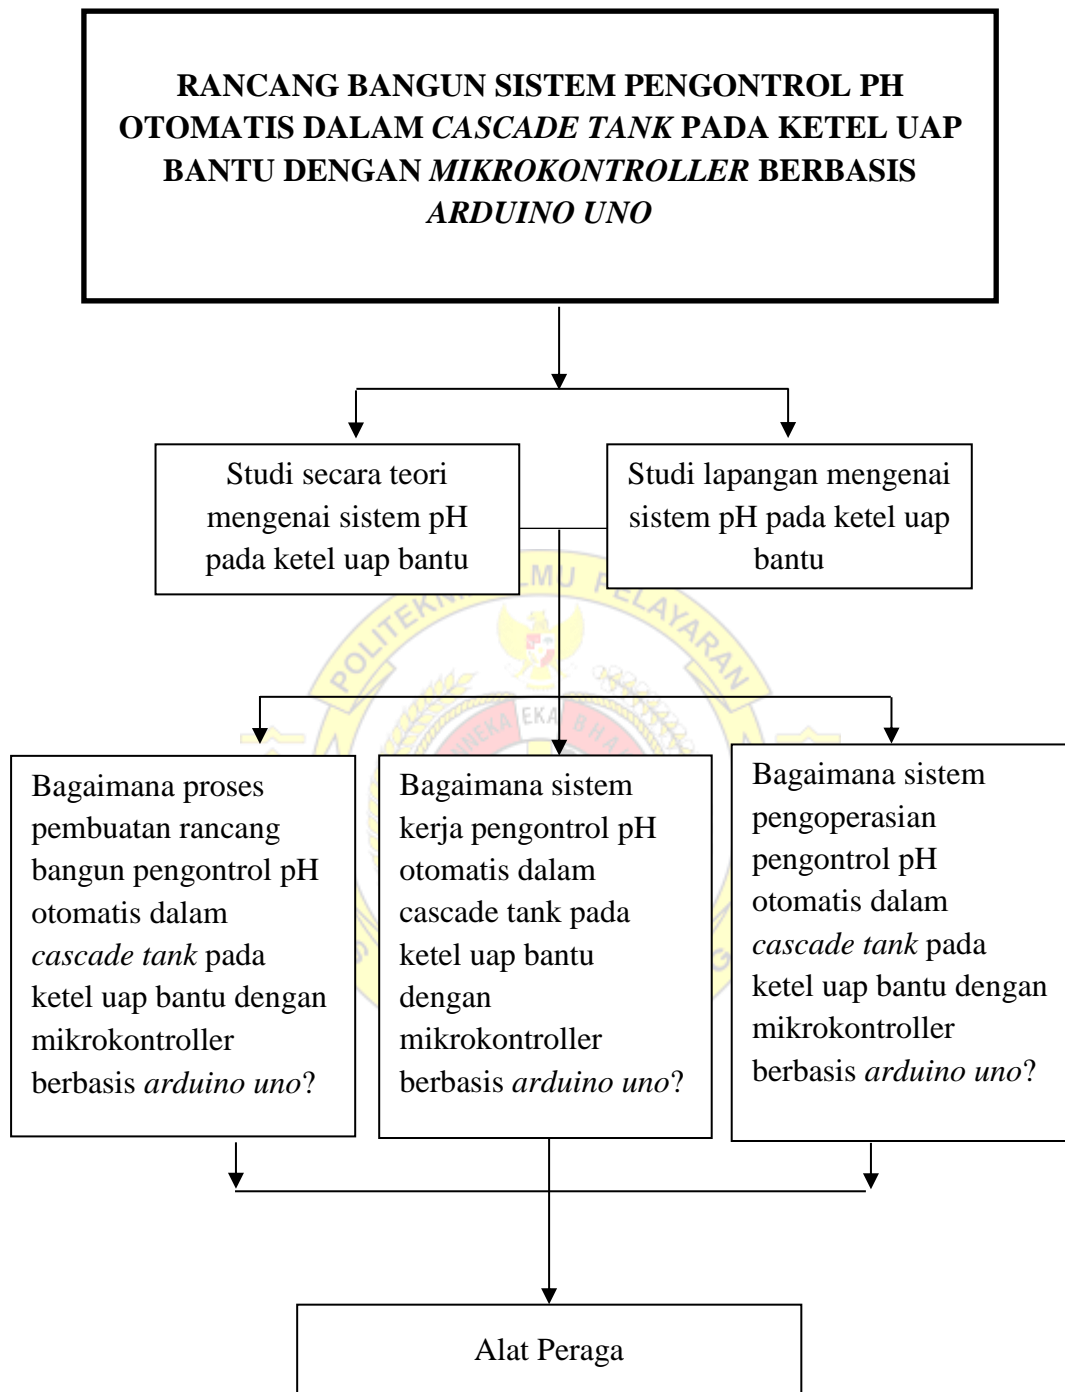 RANCANG BANGUN SISTEM PENGONTROL PH
OTOMATIS DALAM CASCADE TANK PADA KETEL UAP
BANTU DENGAN MIKROKONTROLLER BERBASIS
ARDUINO UNO
Studi secara teori
mengenai sistem pH
pada ketel uap bantu
Studi lapangan mengenai
sistem pH pada ketel uap
bantu
POLITEKNIK ILMU PELAYARAN
EKA
Bagaimana proses
pembuatan rancang
bangun pengontrol pH
otomatis dalam
cascade tank pada
ketel uap bantu dengan
mikrokontroller
berbasis arduino uno?
Bagaimana sistem
kerja pengontrol pH
otomatis dalam
cascade tank pada
ketel uap bantu
dengan
mikrokontroller
berbasis arduino uno?
Bagaimana sistem
pengoperasian
pengontrol pH
otomatis dalam
cascade tank pada
ketel uap bantu dengan
mikrokontroller
berbasis arduino uno?
Alat Peraga